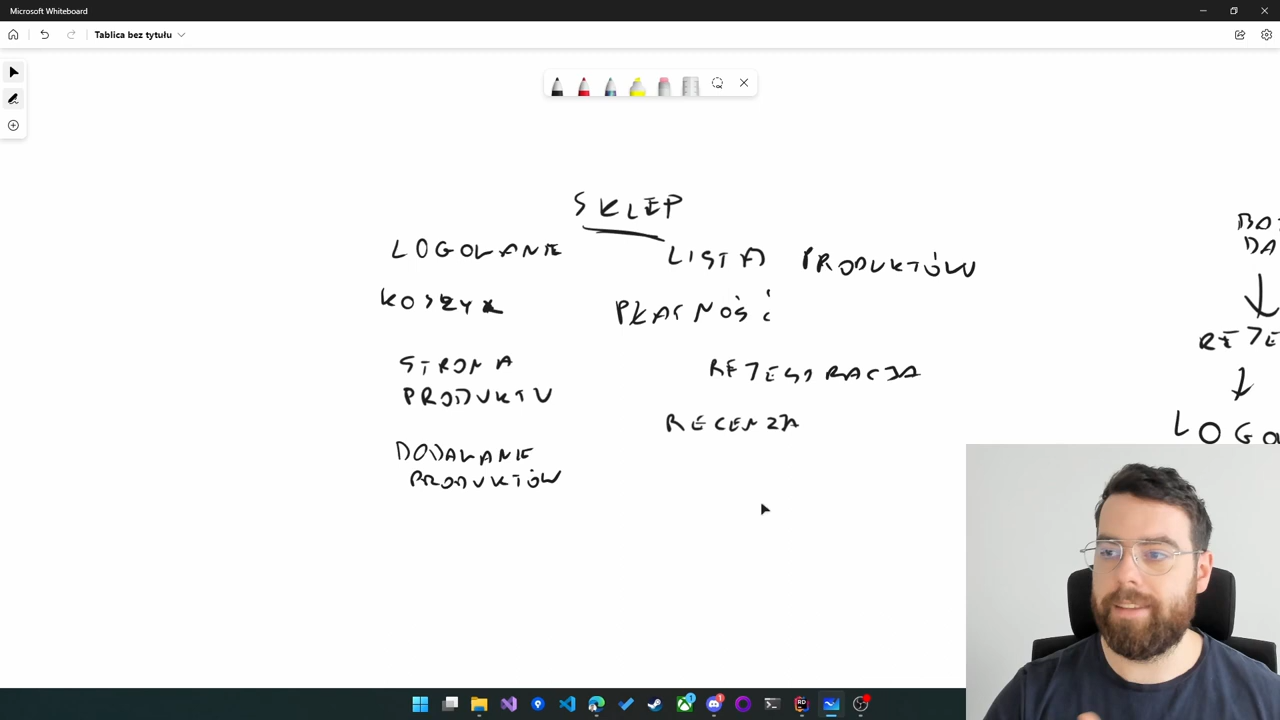 Microsoft Whiteboard
Tablica bez tytułu
SKLEP
LOGOWANIE
LISTA PRODUKTÓW
KOSZYK
PŁATNOŚĆ
STRONA
PRODUKTU
REJESTRACJA
RECENZJA
DODAWANIE
PRODUKTÓW